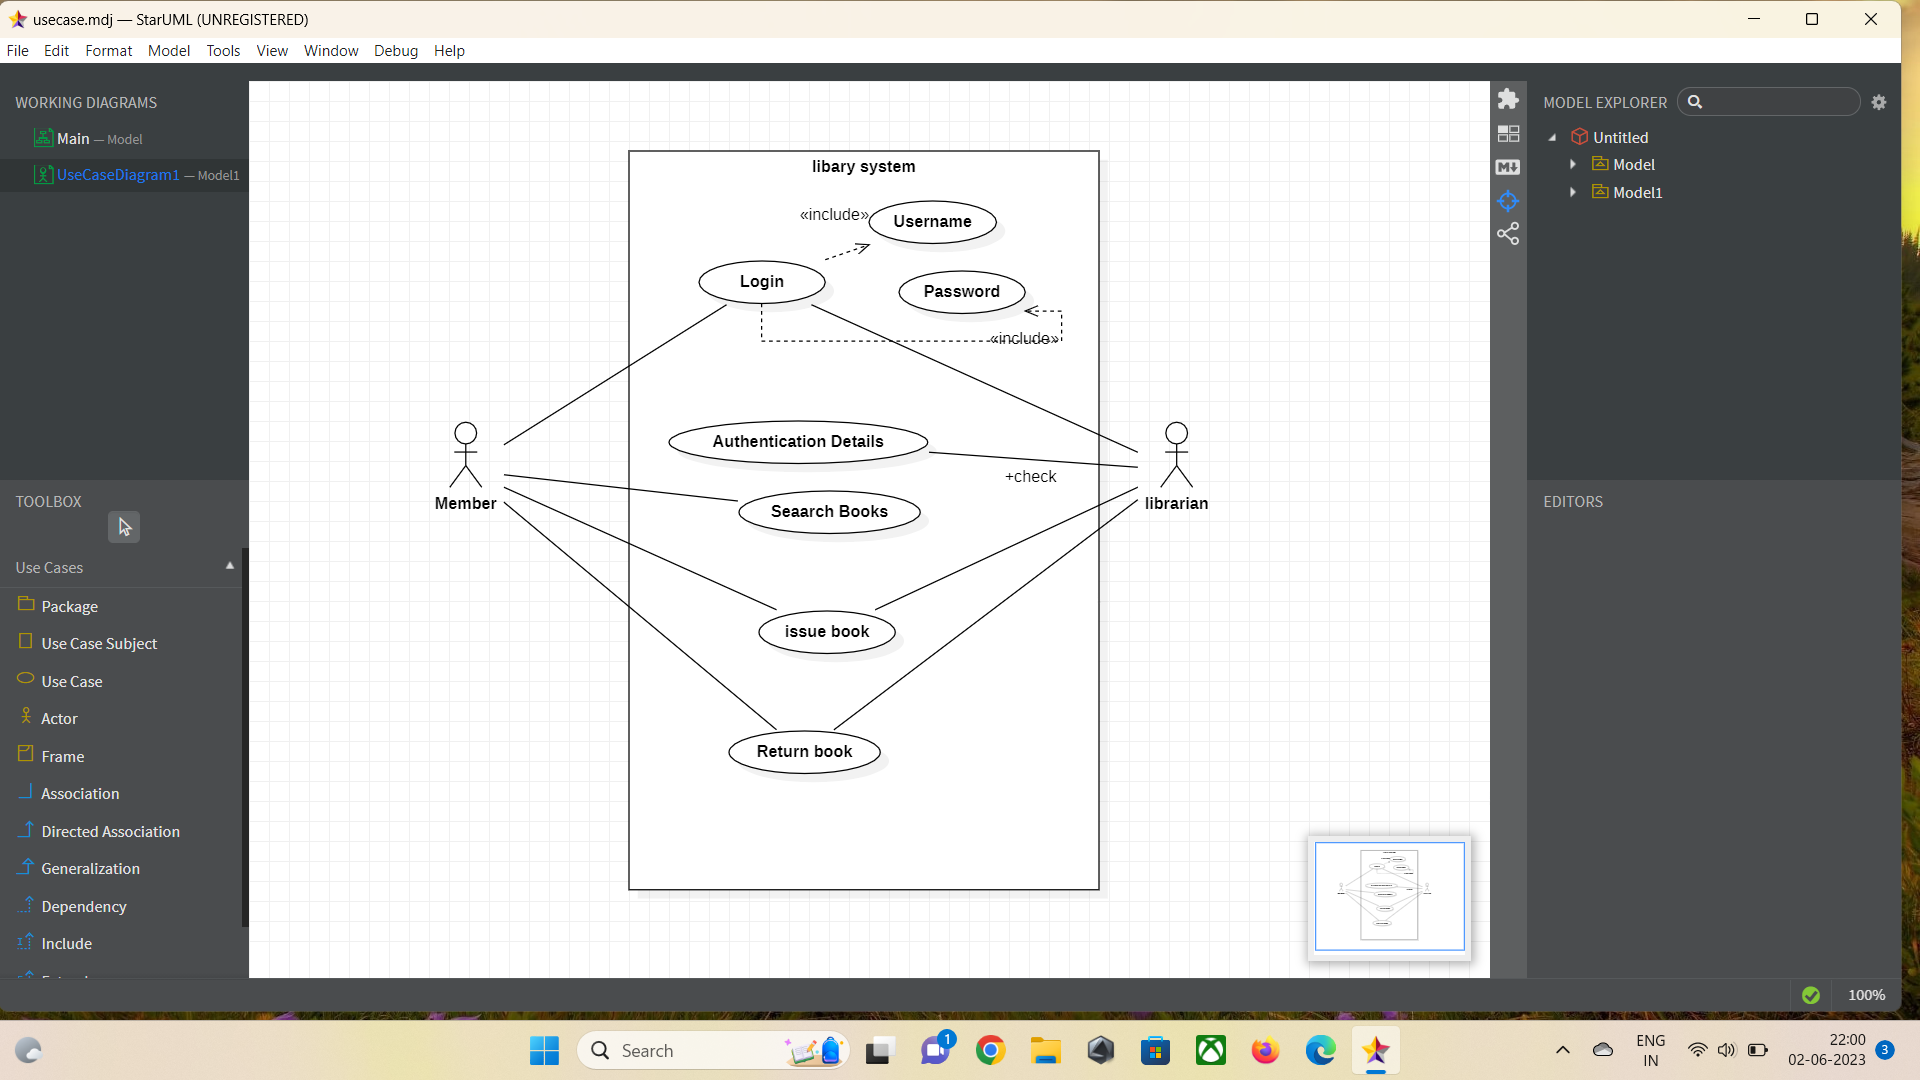 usecase.mdj — StarUML (UNREGISTERED)
File Edit Format Model Tools View Window Debug Help
WORKING DIAGRAMS
Main — Model
UseCaseDiagram1 — Model1
TOOLBOX
Use Cases
Package
Use Case Subject
Use Case
Actor
Frame
Association
Directed Association
Generalization
Dependency
Include
libary system
«include»
Username
Login
Password
«include»
Authentication Details
+check
Seaarch Books
Member
librarian
issue book
Return book
MODEL EXPLORER
Untitled
Model
Model1
EDITORS
100%
Search
1
ENG
IN
22:00
02-06-2023
3